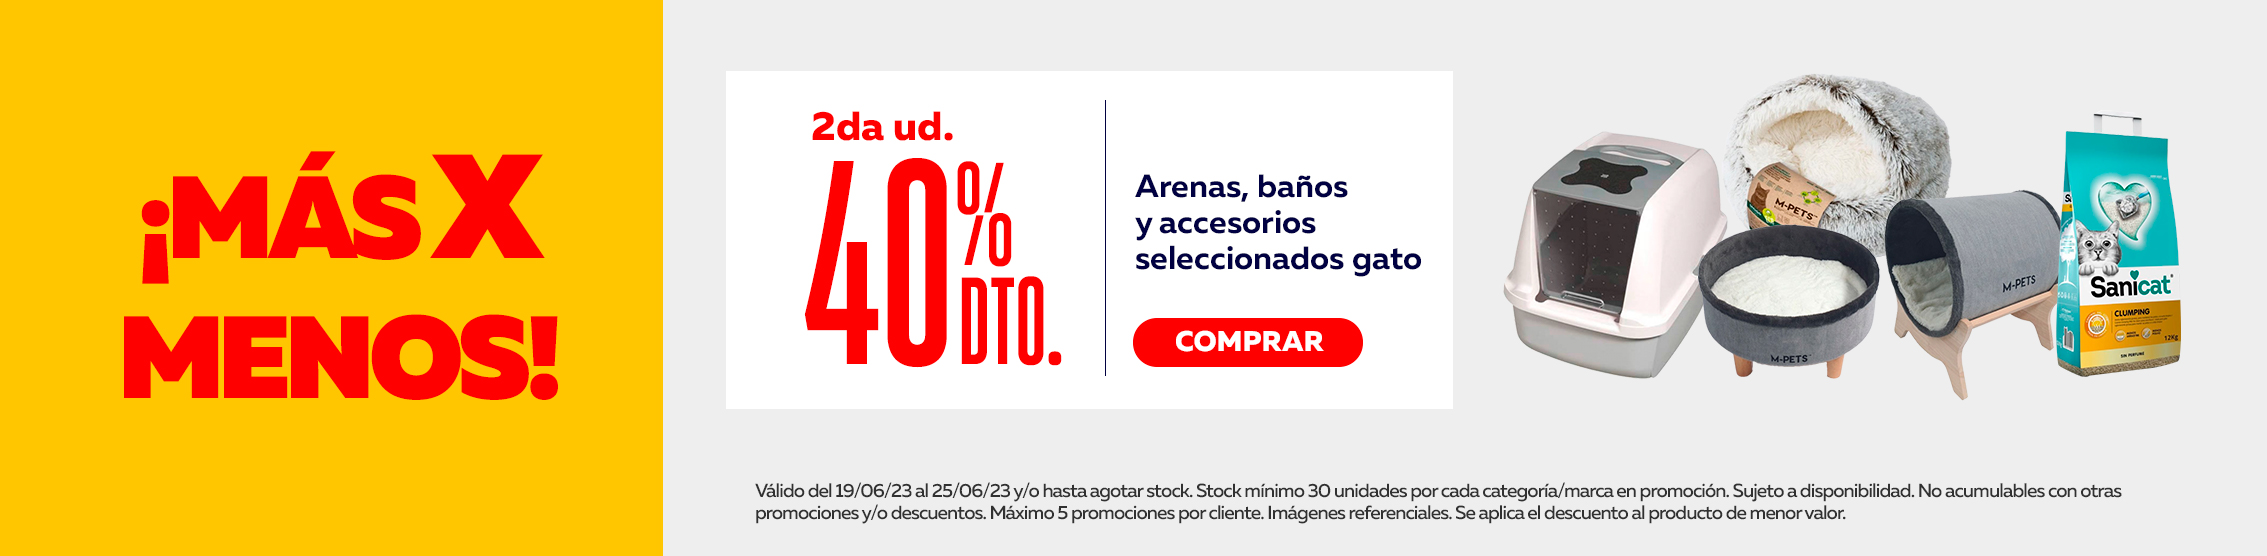 ¡MÁS X
MENOS!
2da ud.
40% DTO.
Arenas, baños
y accesorios
seleccionados gato
COMPRAR
M-PETS
M-PETS
M-PETS
Sanicat
CLUMPING
12Kg
SIN PERFUME
Válido del 19/06/23 al 25/06/23 y/o hasta agotar stock. Stock mínimo 30 unidades por cada categoría/marca en promoción. Sujeto a disponibilidad. No acumulables con otras
promociones y/o descuentos. Máximo 5 promociones por cliente. Imágenes referenciales. Se aplica el descuento al producto de menor valor.